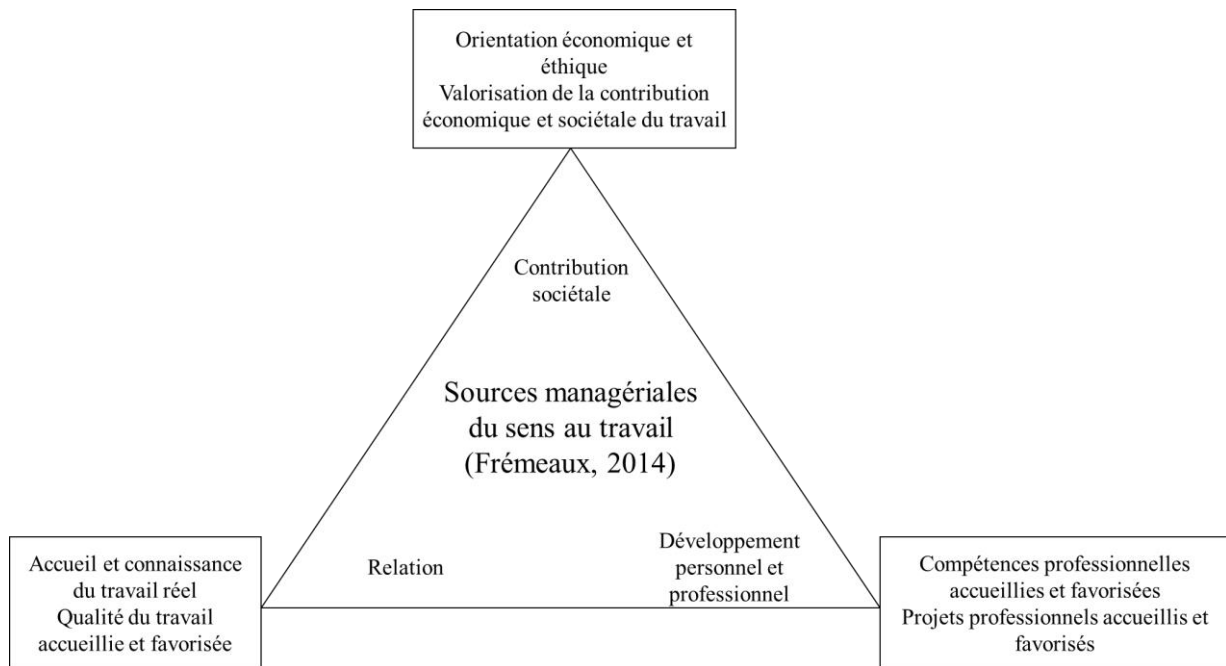 Orientation économique et
éthique
Valorisation de la contribution
économique et sociétale du travail
Contribution
sociétale
Sources managériales
du sens au travail
(Frémeaux, 2014)
Accueil et connaissance
du travail réel
Qualité du travail
accueillie et favorisée
Relation
Développement
personnel et
professionnel
Compétences professionnelles
accueillies et favorisées
Projets professionnels accueillis et
favorisés